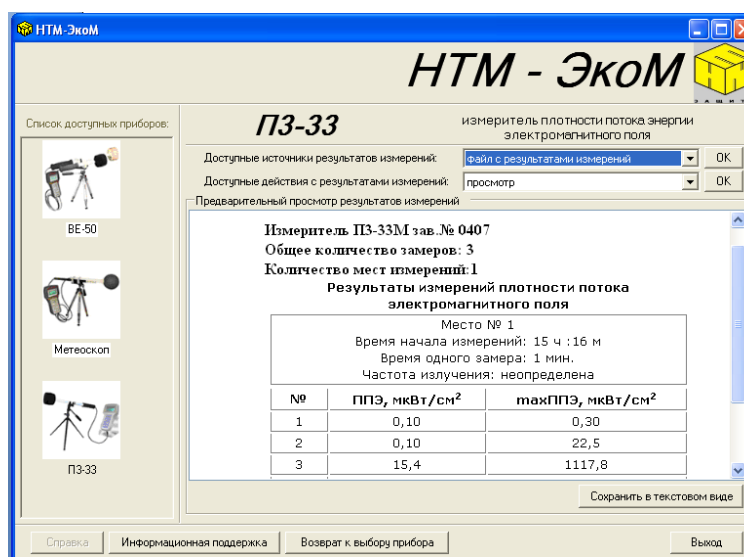 НТМ-ЭкоМ
НТМ - ЭкоМ
ЗАЩИТ
Список доступных приборов:
ВЕ-50
Метеоскоп
ПЗ-33
ПЗ-33
измеритель плотности потока энергии
электромагнитного поля
Доступные источники результатов измерений:
файл с результатами измерений
OK
Доступные действия с результатами измерений:
просмотр
OK
Предварительный просмотр результатов измерений
Измеритель ПЗ-33М зав.№ 0407
Общее количество замеров: 3
Количество мест измерений:1
Результаты измерений плотности потока
электромагнитного поля
Место № 1
Время начала измерений: 15 ч :16 м
Время одного замера: 1 мин.
Частота излучения: неопределена
№ ППЭ, мкВт/см² maxППЭ, мкВт/см²
1 0,10 0,30
2 0,10 22,5
3 15,4 1117,8
Сохранить в текстовом виде
Справка
Информационная поддержка
Возврат к выбору прибора
Выход